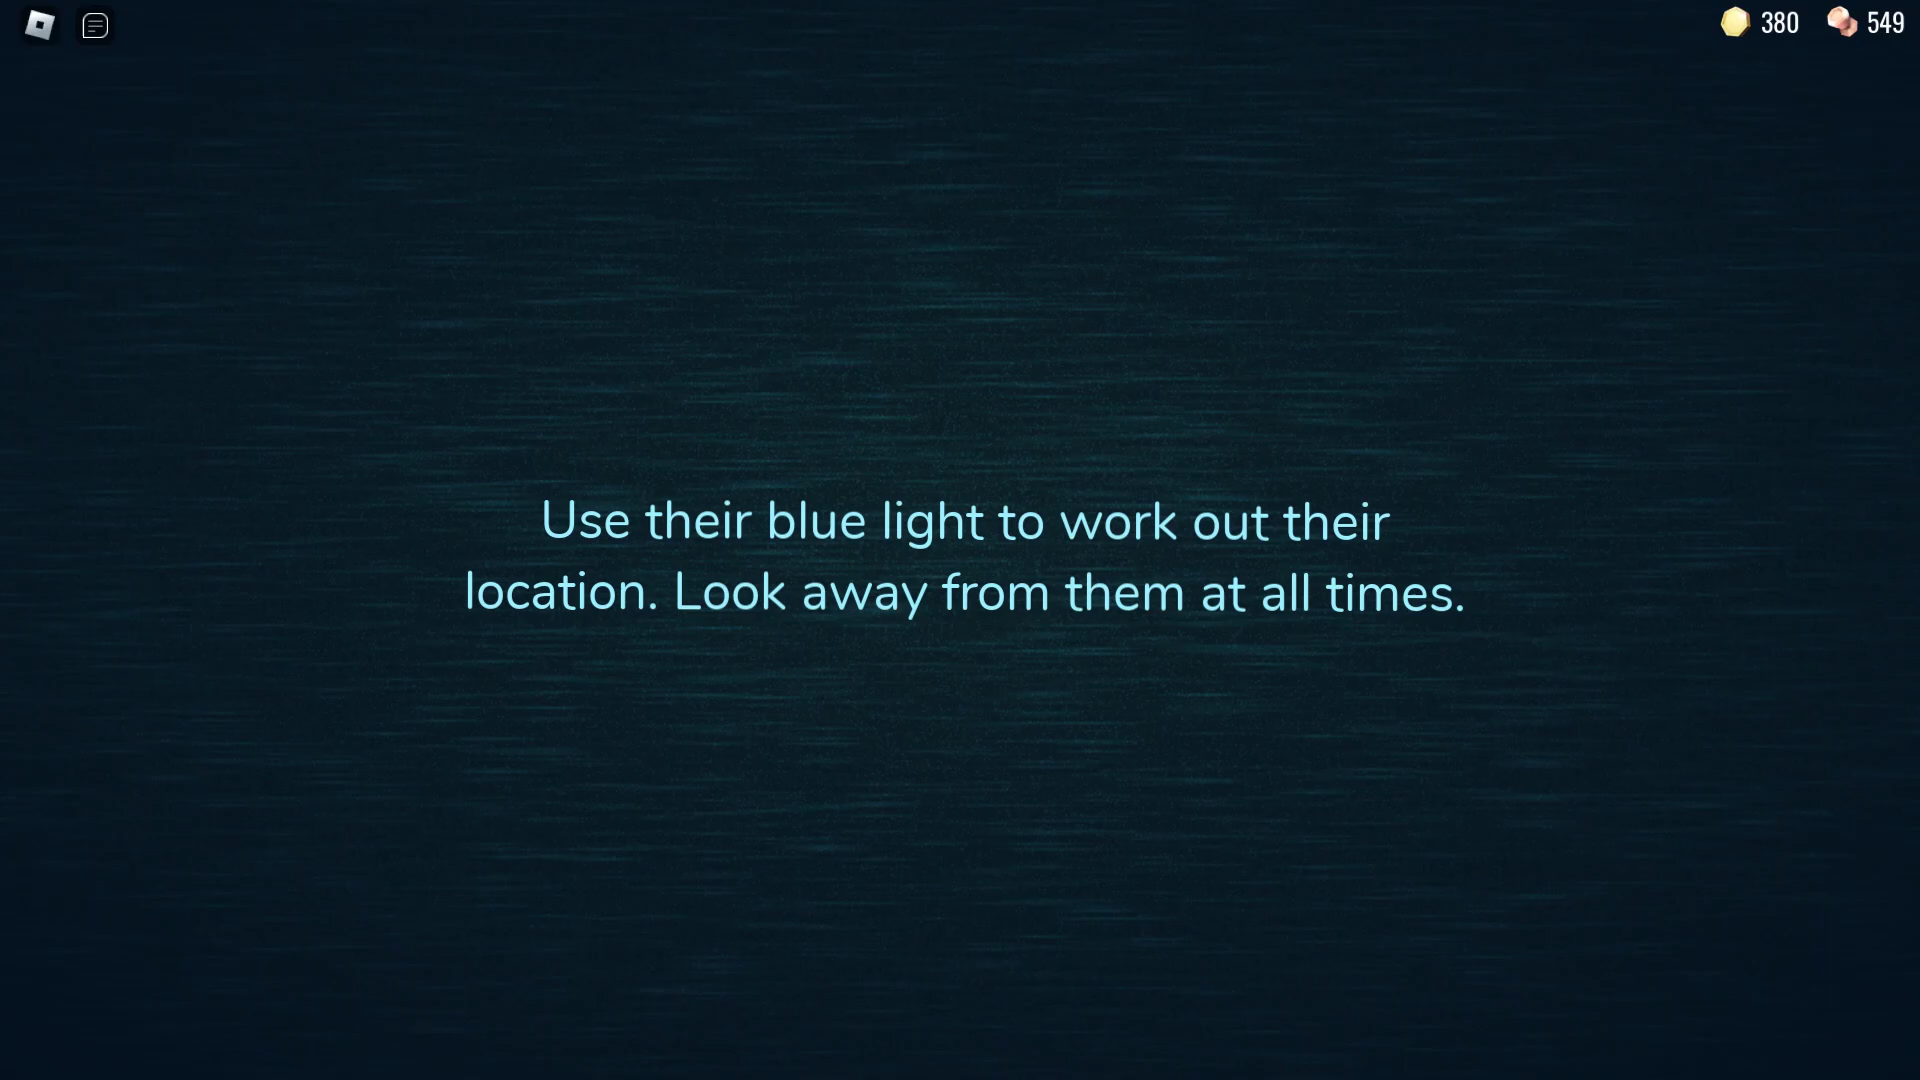 380 549
Use their blue light to work out their
location. Look away from them at all times.